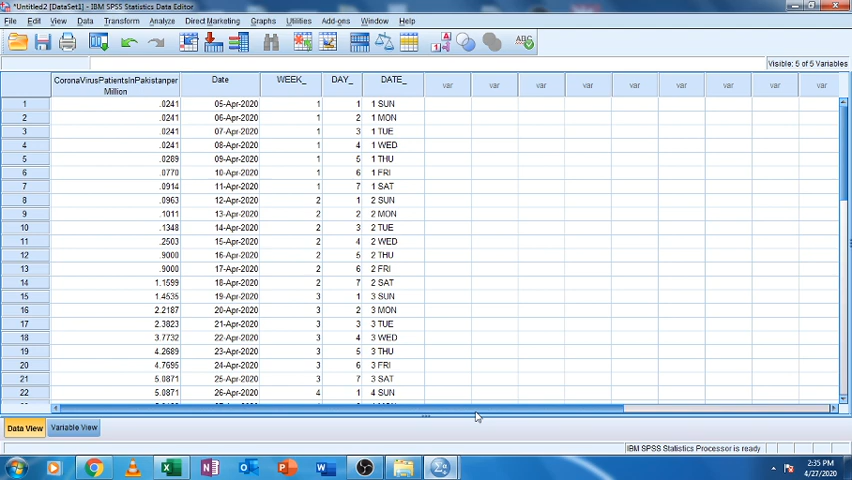 *Untitled2 [DataSet1] - IBM SPSS Statistics Data Editor
File Edit View Data Transform Analyze Direct Marketing Graphs Utilities Add-ons Window Help
Visible: 5 of 5 Variables
CoronaVirusPatientsInPakistanper Million Date WEEK_ DAY_ DATE_ var var var var var var var var var
1 .0241 05-Apr-2020 1 1 1 SUN
2 .0241 06-Apr-2020 1 2 1 MON
3 .0241 07-Apr-2020 1 3 1 TUE
4 .0241 08-Apr-2020 1 4 1 WED
5 .0289 09-Apr-2020 1 5 1 THU
6 .0770 10-Apr-2020 1 6 1 FRI
7 .0914 11-Apr-2020 1 7 1 SAT
8 .0963 12-Apr-2020 2 1 2 SUN
9 .1011 13-Apr-2020 2 2 2 MON
10 .1348 14-Apr-2020 2 3 2 TUE
11 .2503 15-Apr-2020 2 4 2 WED
12 .9000 16-Apr-2020 2 5 2 THU
13 .9000 17-Apr-2020 2 6 2 FRI
14 1.1599 18-Apr-2020 2 7 2 SAT
15 1.4535 19-Apr-2020 3 1 3 SUN
16 2.2187 20-Apr-2020 3 2 3 MON
17 2.3823 21-Apr-2020 3 3 3 TUE
18 3.7732 22-Apr-2020 3 4 3 WED
19 4.2689 23-Apr-2020 3 5 3 THU
20 4.7695 24-Apr-2020 3 6 3 FRI
21 5.0871 25-Apr-2020 3 7 3 SAT
22 5.0871 26-Apr-2020 4 1 4 SUN
Data View Variable View
IBM SPSS Statistics Processor is ready
2:35 PM
4/27/2020